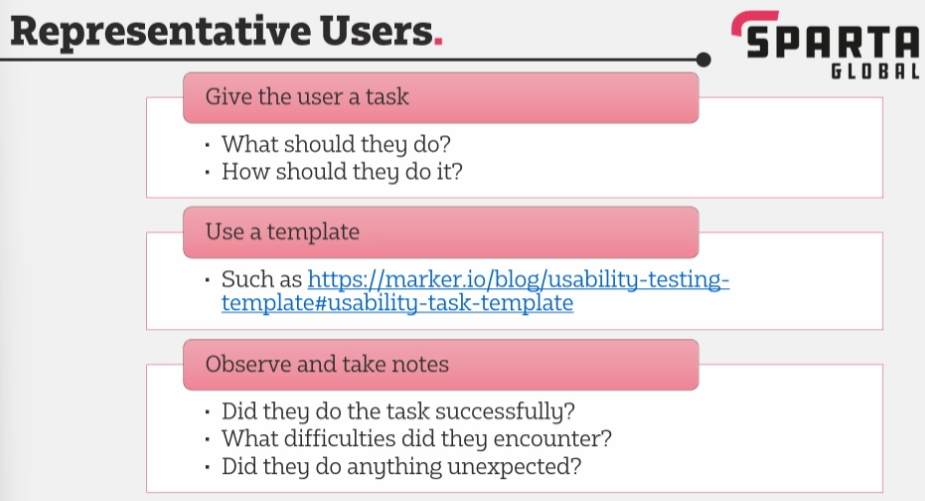 Representative Users.
SPARTA
GLOBAL
Give the user a task
• What should they do?
• How should they do it?
Use a template
• Such as https://marker.io/blog/usability-testing-
template#usability-task-template
Observe and take notes
• Did they do the task successfully?
• What difficulties did they encounter?
• Did they do anything unexpected?